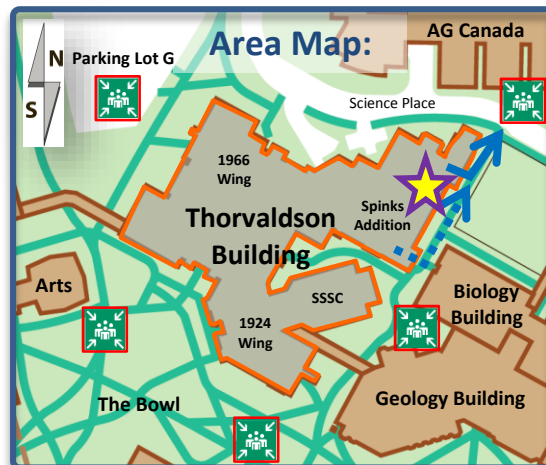 Area Map:
AG Canada
N
Parking Lot G
S
Science Place
1966
Wing
Spinks
Addition
Thorvaldson
Building
Arts
SSSC
Biology
Building
1924
Wing
The Bowl
Geology Building